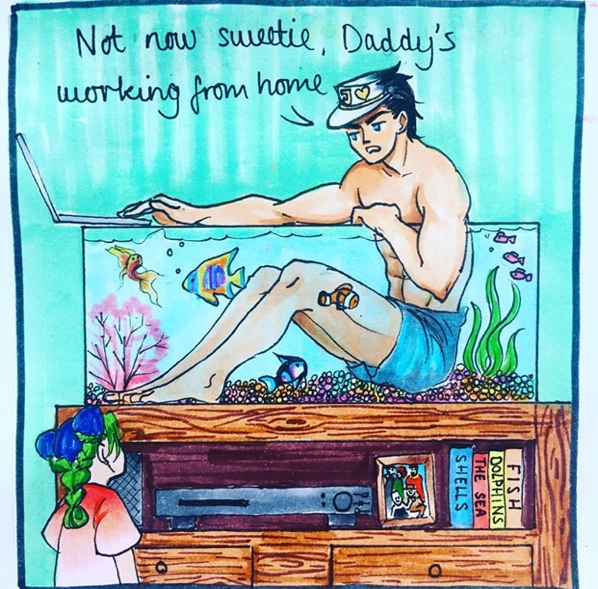 Not now sweetie, Daddy's
working from home
J
SHELLS
THE SEA
DOLPHINS
FISH